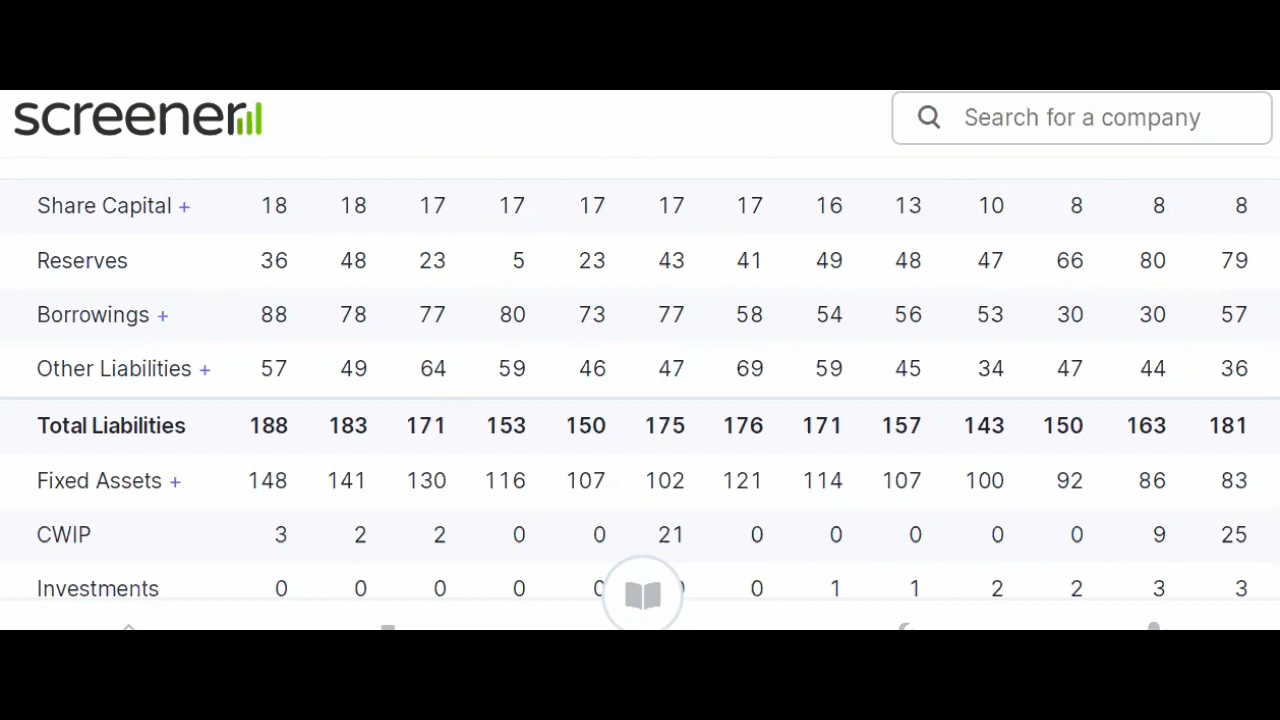 screener
Search for a company
Share Capital + 18 18 17 17 17 17 17 16 13 10 8 8 8
Reserves 36 48 23 5 23 43 41 49 48 47 66 80 79
Borrowings + 88 78 77 80 73 77 58 54 56 53 30 30 57
Other Liabilities + 57 49 64 59 46 47 69 59 45 34 47 44 36
Total Liabilities 188 183 171 153 150 175 176 171 157 143 150 163 181
Fixed Assets + 148 141 130 116 107 102 121 114 107 100 92 86 83
CWIP 3 2 2 0 0 21 0 0 0 0 0 9 25
Investments 0 0 0 0 0 0 1 1 2 2 3 3